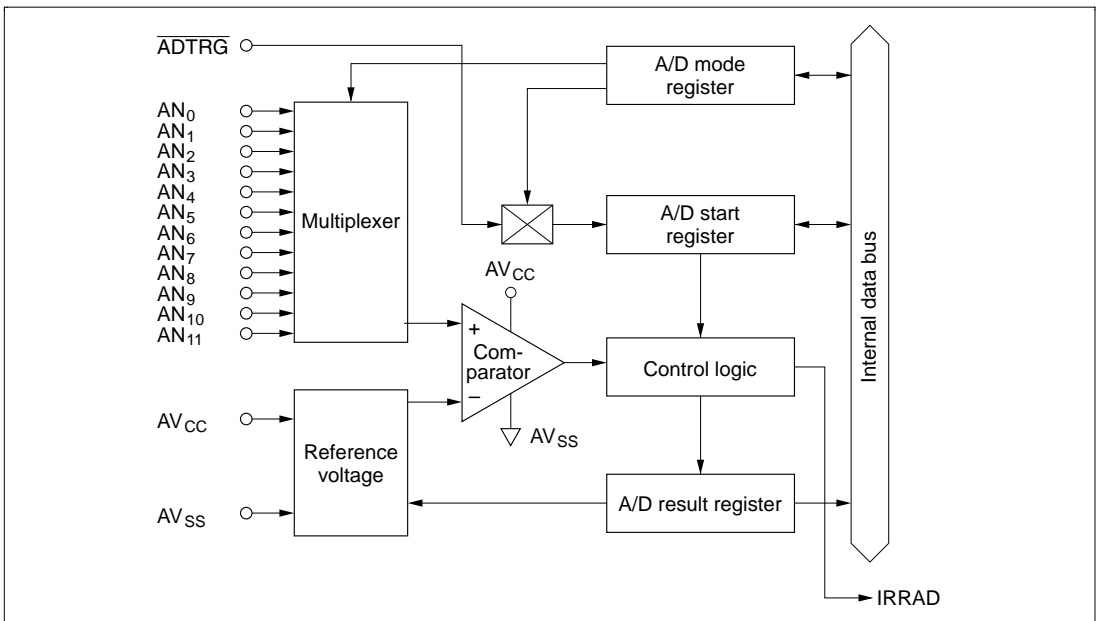 ADTRG
A/D mode
register
AN0
AN1
AN2
AN3
AN4
AN5
AN6
AN7
AN8
AN9
AN10
AN11
Multiplexer
A/D start
register
AVCC
+
Com-
parator
−
AVSS
Control logic
Internal data bus
AVCC
Reference
voltage
AVSS
A/D result register
IRRAD